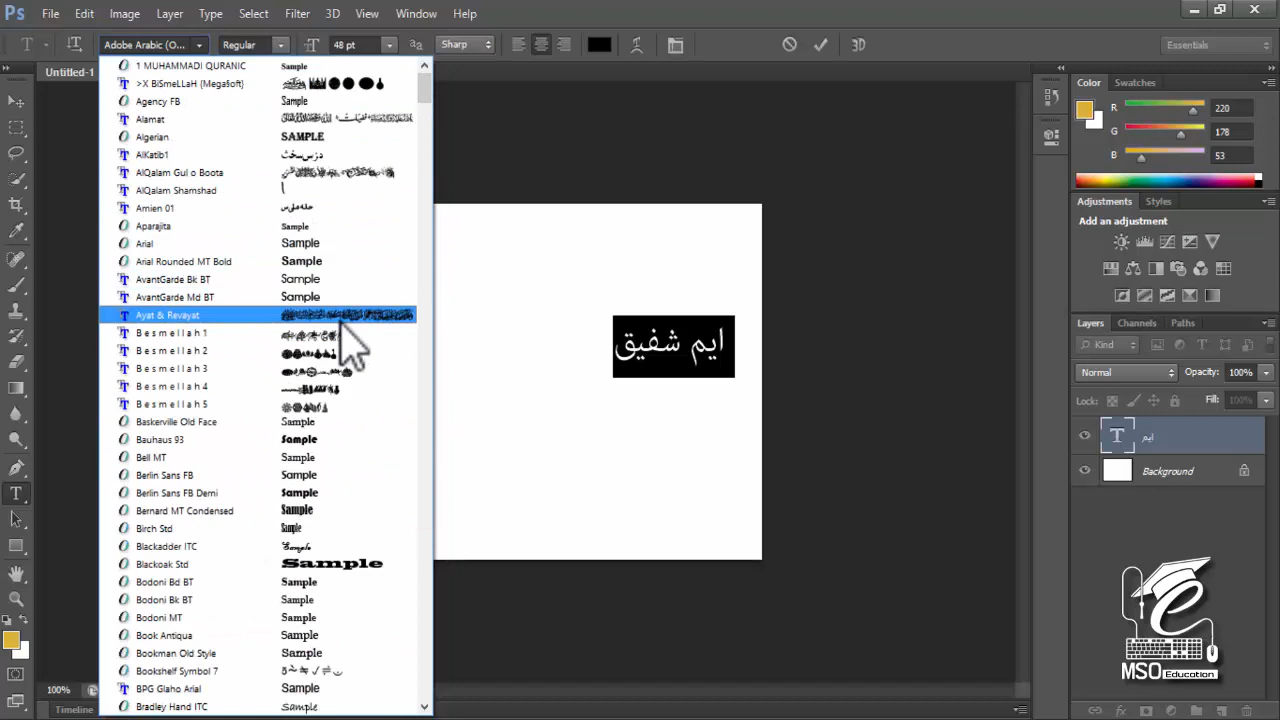 Ps File Edit Image Layer Type Select Filter 3D View Window Help
Adobe Arabic (O... Regular 48 pt aa Sharp 3D Essentials
Untitled-1
1 MUHAMMADI QURANIC Sample
>X BiSmeLLaH (Mega$oft)
Agency FB Sample
Alamat
Algerian SAMPLE
AlKatib1
AlQalam Gul o Boota
AlQalam Shamshad
Amien 01
Aparajita Sample
Arial Sample
Arial Rounded MT Bold Sample
AvantGarde Bk BT Sample
AvantGarde Md BT Sample
Ayat & Revayat
B e s m e l l a h 1
B e s m e l l a h 2
B e s m e l l a h 3
B e s m e l l a h 4
B e s m e l l a h 5
Baskerville Old Face Sample
Bauhaus 93 Sample
Bell MT Sample
Berlin Sans FB Sample
Berlin Sans FB Demi Sample
Bernard MT Condensed Sample
Birch Std Sample
Blackadder ITC Sample
Blackoak Std Sample
Bodoni Bd BT Sample
Bodoni Bk BT Sample
Bodoni MT Sample
Book Antiqua Sample
Bookman Old Style Sample
Bookshelf Symbol 7
BPG Glaho Arial Sample
Bradley Hand ITC Sample
ایم شفیق
Color Swatches
R 220
G 178
B 53
Adjustments Styles
Add an adjustment
Layers Channels Paths
Kind
Normal Opacity: 100%
Lock: Fill: 100%
ایم
Background
MSO Education
100%
Timeline